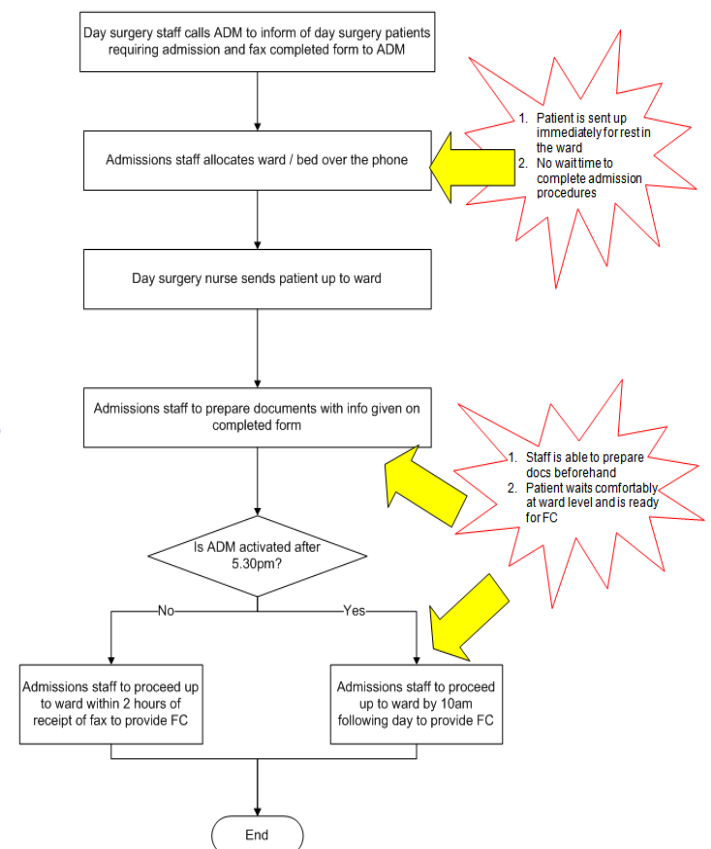 Day surgery staff calls ADM to inform of day surgery patients
requiring admission and fax completed form to ADM
1. Patient is sent up
immediately for rest in
the ward
2. No wait time to
complete admission
procedures
Admissions staff allocates ward / bed over the phone
Day surgery nurse sends patient up to ward
Admissions staff to prepare documents with info given on
completed form
1. Staff is able to prepare
docs beforehand
2. Patient waits comfortably
at ward level and is ready
for FC
Is ADM activated after
5.30pm?
No
Yes
Admissions staff to proceed up
to ward within 2 hours of
receipt of fax to provide FC
Admissions staff to proceed
up to ward by 10am
following day to provide FC
End